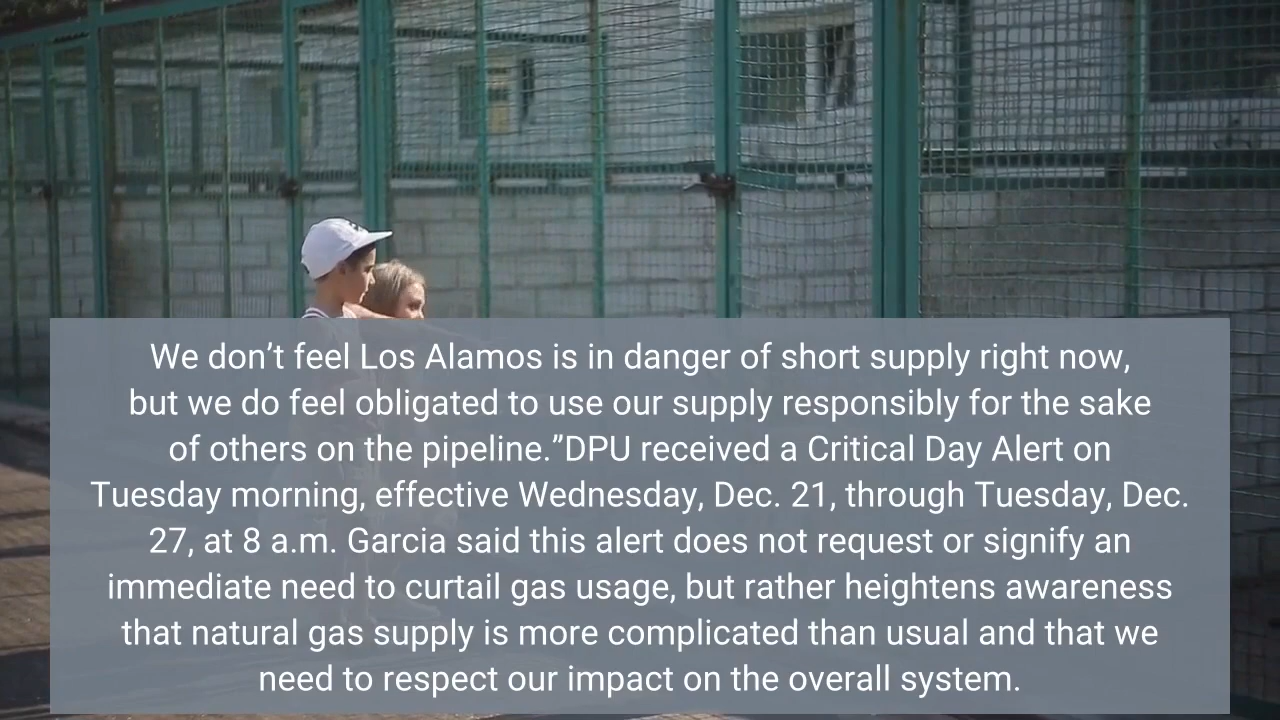 We don’t feel Los Alamos is in danger of short supply right now,
but we do feel obligated to use our supply responsibly for the sake
of others on the pipeline.”DPU received a Critical Day Alert on
Tuesday morning, effective Wednesday, Dec. 21, through Tuesday, Dec.
27, at 8 a.m. Garcia said this alert does not request or signify an
immediate need to curtail gas usage, but rather heightens awareness
that natural gas supply is more complicated than usual and that we
need to respect our impact on the overall system.